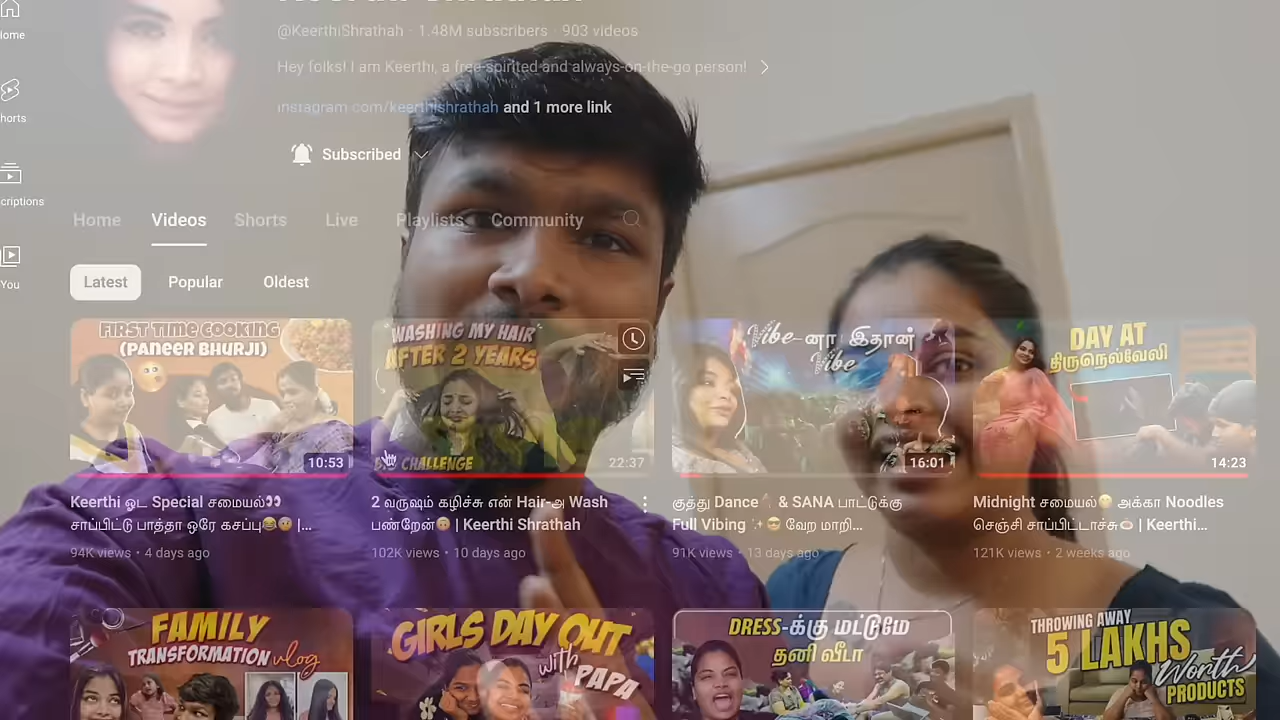 ome
@KeerthiShrathah · 1.48M subscribers · 903 videos
Hey folks! I am Keerthi, a free-spirited and always-on-the-go person!
instagram.com/keerthishrathah and 1 more link
Subscribed
horts
criptions
Home Videos Shorts Live Playlists Community
You
Latest Popular Oldest
FIRST TIME COOKING
(PANEER BHURJI)
10:53
WASHING MY HAIR
AFTER 2 YEARS
CHALLENGE
22:37
Vibe-னா இதான்
Vibe
16:01
DAY AT
திருநெல்வேலி
14:23
Keerthi ஓட Special சமையல்👀
சாப்பிட்டு பாத்தா ஒரே கசப்பு😂🤢 |...
94K views • 4 days ago
2 வருஷம் கழிச்சு என் Hair-அ Wash
பண்றேன் | Keerthi Shrathah
102K views • 10 days ago
குத்து Dance & SANA பாட்டுக்கு
Full Vibing ✨😎 வேற மாறி...
91K views • 13 days ago
Midnight சமையல் அக்கா Noodles
செஞ்சி சாப்பிட்டாச்சு | Keerthi...
121K views • 2 weeks ago
FAMILY
TRANSFORMATION vlog
GIRLS DAY OUT
with
PAPA
DRESS-க்கு மட்டுமே
தனி வீடா
THROWING AWAY
5 LAKHS
Worth
PRODUCTS